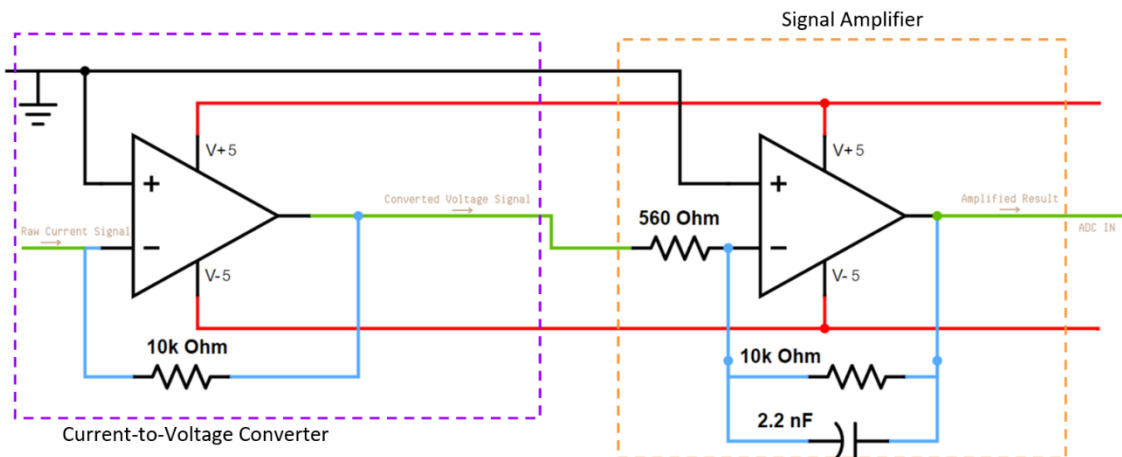 Signal Amplifier
V+5
V+5
+
+
Converted Voltage Signal
Amplified Result
560 Ohm
Raw Current Signal
ADC IN
−
−
V-5
V-5
10k Ohm
10k Ohm
2.2 nF
Current-to-Voltage Converter